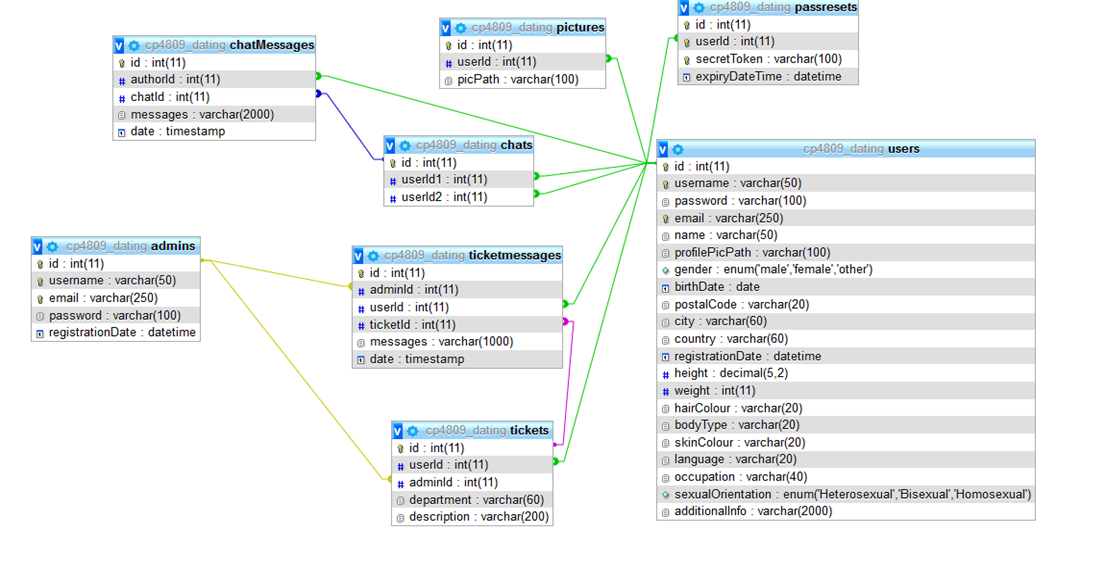 cp4809_dating passresets
id : int(11)
userId : int(11)
secretToken : varchar(100)
expiryDateTime : datetime
cp4809_dating pictures
id : int(11)
userId : int(11)
picPath : varchar(100)
cp4809_dating chatMessages
id : int(11)
authorId : int(11)
chatId : int(11)
messages : varchar(2000)
date : timestamp
cp4809_dating chats
id : int(11)
userId1 : int(11)
userId2 : int(11)
cp4809_dating users
id : int(11)
username : varchar(50)
password : varchar(100)
email : varchar(250)
name : varchar(50)
profilePicPath : varchar(100)
gender : enum('male','female','other')
birthDate : date
postalCode : varchar(20)
city : varchar(60)
country : varchar(60)
registrationDate : datetime
height : decimal(5,2)
weight : int(11)
hairColour : varchar(20)
bodyType : varchar(20)
skinColour : varchar(20)
language : varchar(20)
occupation : varchar(40)
sexualOrientation : enum('Heterosexual','Bisexual','Homosexual')
additionalInfo : varchar(2000)
cp4809_dating admins
id : int(11)
username : varchar(50)
email : varchar(250)
password : varchar(100)
registrationDate : datetime
cp4809_dating ticketmessages
id : int(11)
adminId : int(11)
userId : int(11)
ticketId : int(11)
messages : varchar(1000)
date : timestamp
cp4809_dating tickets
id : int(11)
userId : int(11)
adminId : int(11)
department : varchar(60)
description : varchar(200)